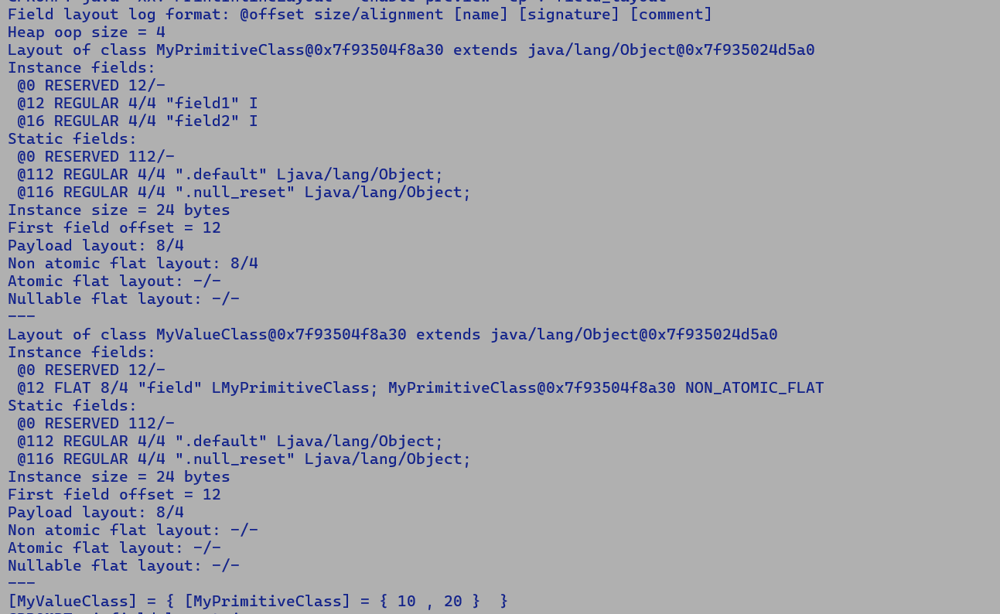 Field layout log format: @offset size/alignment [name] [signature] [comment]
Heap oop size = 4
Layout of class MyPrimitiveClass@0x7f93504f8a30 extends java/lang/Object@0x7f935024d5a0
Instance fields:
 @0 RESERVED 12/-
 @12 REGULAR 4/4 "field1" I
 @16 REGULAR 4/4 "field2" I
Static fields:
 @0 RESERVED 112/-
 @112 REGULAR 4/4 ".default" Ljava/lang/Object;
 @116 REGULAR 4/4 ".null_reset" Ljava/lang/Object;
Instance size = 24 bytes
First field offset = 12
Payload layout: 8/4
Non atomic flat layout: 8/4
Atomic flat layout: -/-
Nullable flat layout: -/-
---
Layout of class MyValueClass@0x7f93504f8a30 extends java/lang/Object@0x7f935024d5a0
Instance fields:
 @0 RESERVED 12/-
 @12 FLAT 8/4 "field" LMyPrimitiveClass; MyPrimitiveClass@0x7f93504f8a30 NON_ATOMIC_FLAT
Static fields:
 @0 RESERVED 112/-
 @112 REGULAR 4/4 ".default" Ljava/lang/Object;
 @116 REGULAR 4/4 ".null_reset" Ljava/lang/Object;
Instance size = 24 bytes
First field offset = 12
Payload layout: 8/4
Non atomic flat layout: -/-
Atomic flat layout: -/-
Nullable flat layout: -/-
---
[MyValueClass] = { [MyPrimitiveClass] = { 10 , 20 }  }